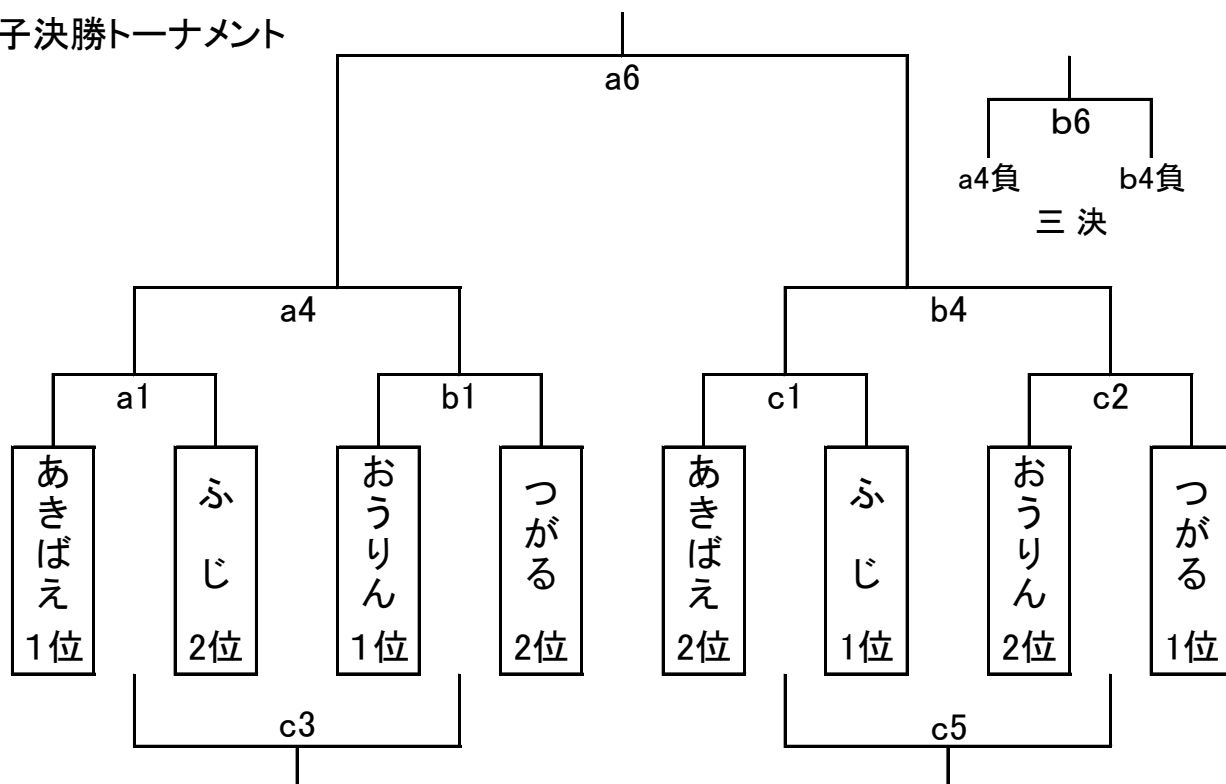 子決勝トーナメント
a6
b6
a4負
b4負
三 決
a4
b4
a1
b1
c1
c2
あきばえ
1位
ふじ
2位
おうりん
1位
つがる
2位
あきばえ
2位
ふじ
1位
おうりん
2位
つがる
1位
c3
c5